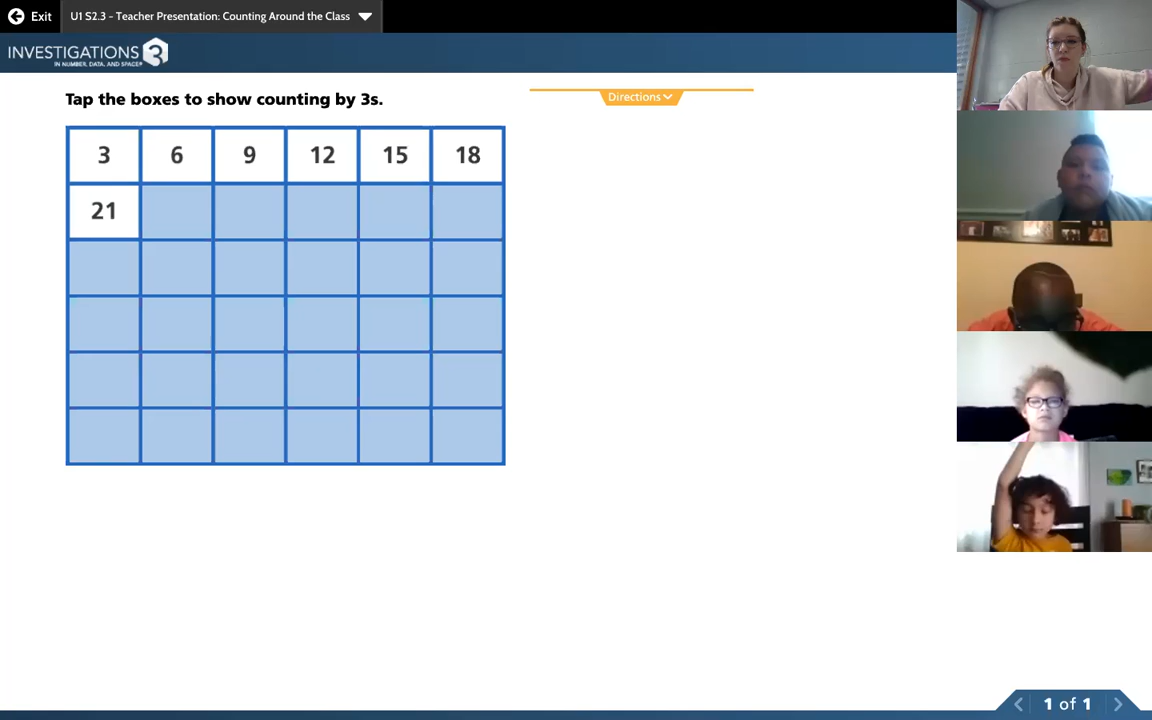 Exit
U1 S2.3 - Teacher Presentation: Counting Around the Class
INVESTIGATIONS 3
IN NUMBER, DATA, AND SPACE®
Tap the boxes to show counting by 3s.
Directions
3 6 9 12 15 18
21
1 of 1